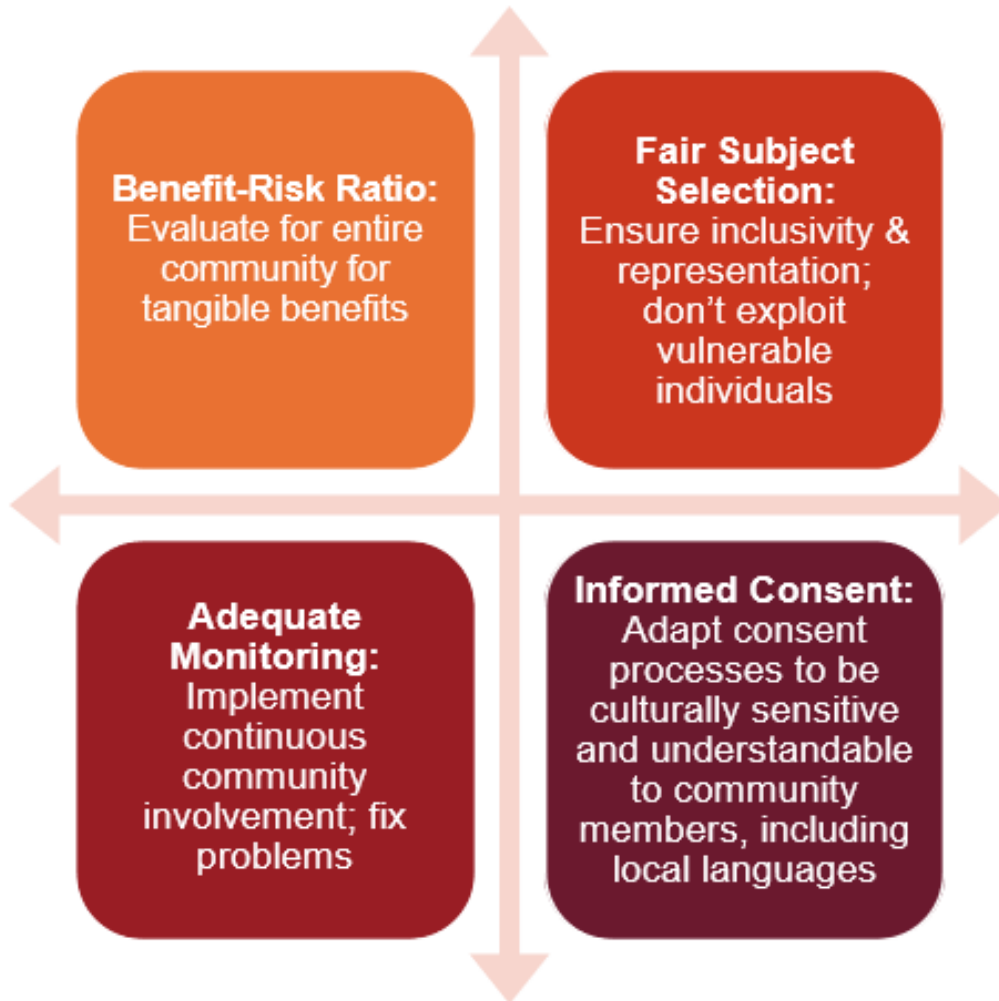 Benefit-Risk Ratio:
Evaluate for entire
community for
tangible benefits
Fair Subject
Selection:
Ensure inclusivity &
representation;
don’t exploit
vulnerable
individuals
Adequate
Monitoring:
Implement
continuous
community
involvement; fix
problems
Informed Consent:
Adapt consent
processes to be
culturally sensitive
and understandable
to community
members, including
local languages